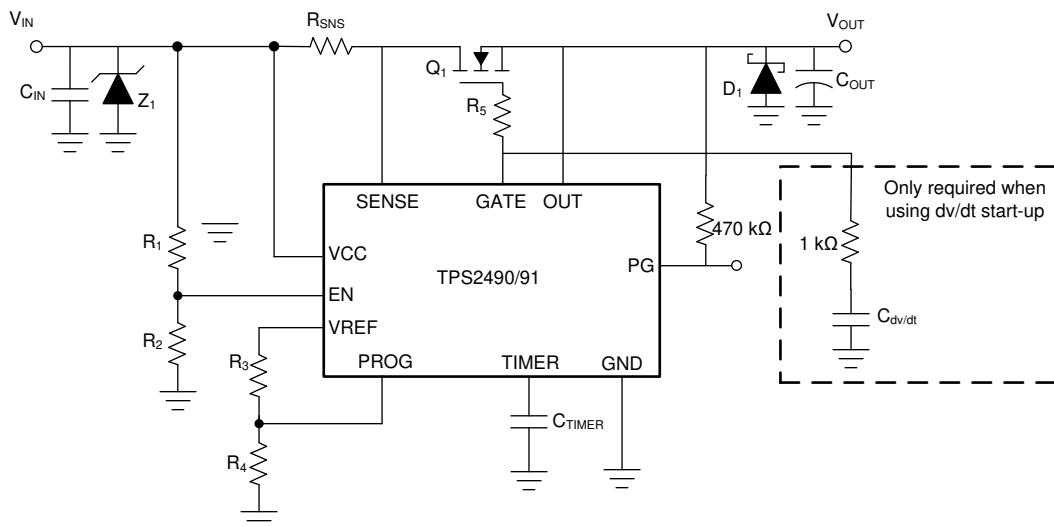 VIN
RSNS
VOUT
CIN
Z1
Q1
R5
D1
COUT
SENSE
GATE
OUT
Only required when
using dv/dt start-up
R1
470 kΩ
1 kΩ
VCC
TPS2490/91
PG
EN
VREF
R2
Cdv/dt
R3
PROG
TIMER
GND
CTIMER
R4